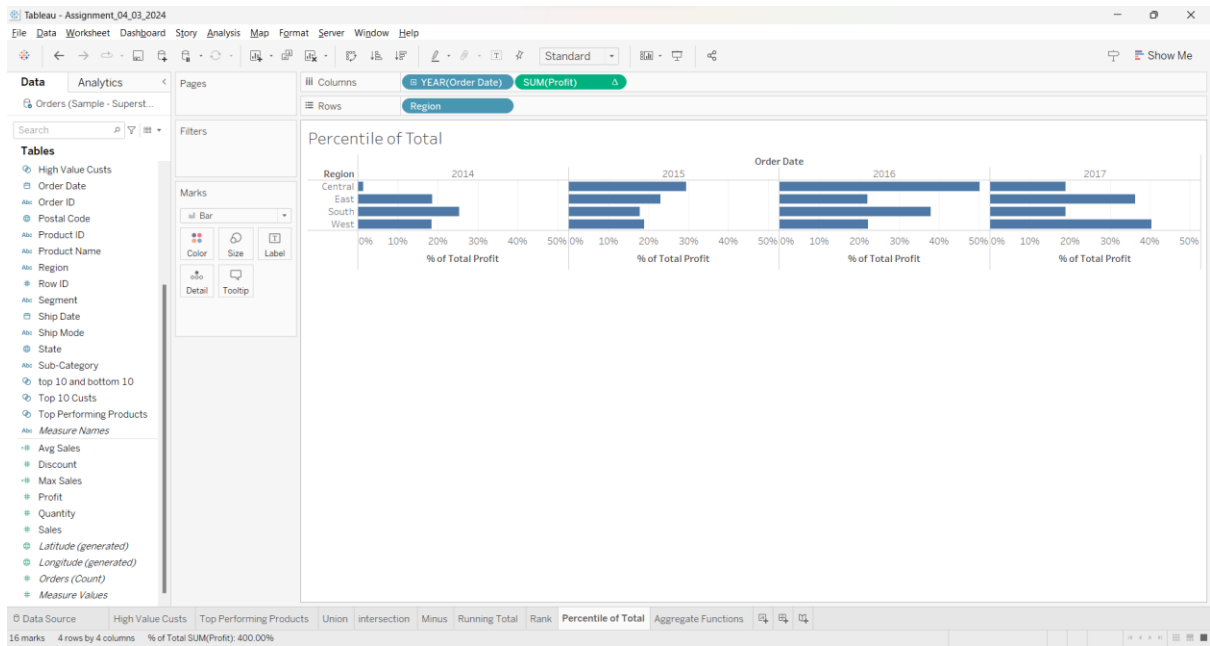 Tableau - Assignment_04_03_2024
File Data Worksheet Dashboard Story Analysis Map Format Server Window Help
Standard Show Me
Data Analytics
Orders (Sample - Superst...
Search
Tables
High Value Custs
Order Date
Abc Order ID
Postal Code
Abc Product ID
Abc Product Name
Abc Region
# Row ID
Abc Segment
Ship Date
Abc Ship Mode
State
Abc Sub-Category
top 10 and bottom 10
Top 10 Custs
Top Performing Products
Abc Measure Names
Avg Sales
# Discount
Max Sales
# Profit
# Quantity
# Sales
Latitude (generated)
Longitude (generated)
# Orders (Count)
# Measure Values
Pages
Filters
Marks
Bar
Color Size Label
Detail Tooltip
Columns YEAR(Order Date) SUM(Profit) Δ
Rows Region
Percentile of Total
Order Date
Region 2014 2015 2016 2017
Central
East
South
West
0% 10% 20% 30% 40% 50% 0% 10% 20% 30% 40% 50% 0% 10% 20% 30% 40% 50% 0% 10% 20% 30% 40% 50%
% of Total Profit % of Total Profit % of Total Profit % of Total Profit
Data Source High Value Custs Top Performing Products Union intersection Minus Running Total Rank Percentile of Total Aggregate Functions
16 marks 4 rows by 4 columns % of Total SUM(Profit): 400.00%